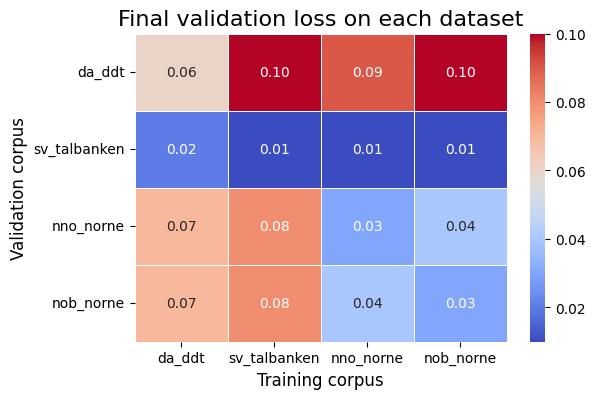 Final validation loss on each dataset
Validation corpus
da_ddt 0.06 0.10 0.09 0.10
sv_talbanken 0.02 0.01 0.01 0.01
nno_norne 0.07 0.08 0.03 0.04
nob_norne 0.07 0.08 0.04 0.03
da_ddt sv_talbanken nno_norne nob_norne
Training corpus
0.10
0.08
0.06
0.04
0.02